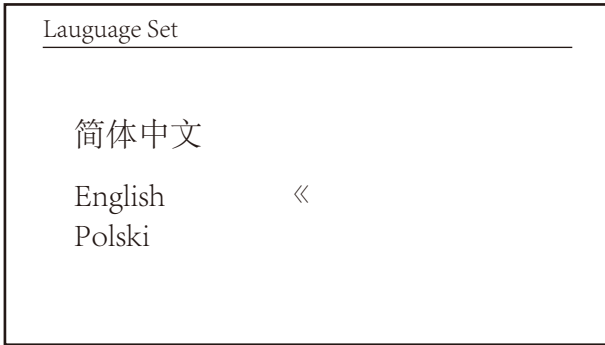 Lauguage Set
简体中文
English 《
Polski